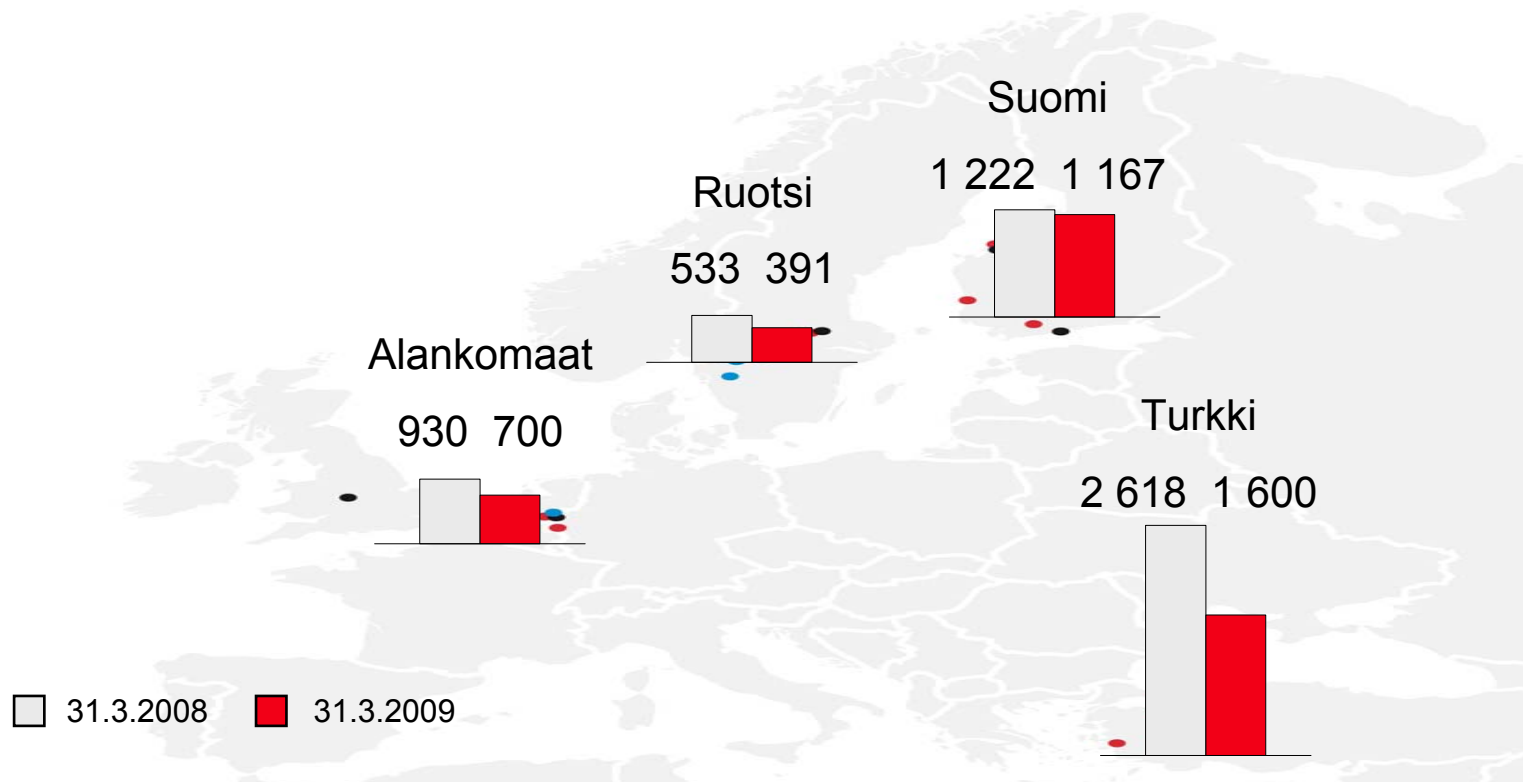 Suomi
1 222 1 167
Ruotsi
533 391
Alankomaat
930 700
Turkki
2 618 1 600
31.3.2008 31.3.2009